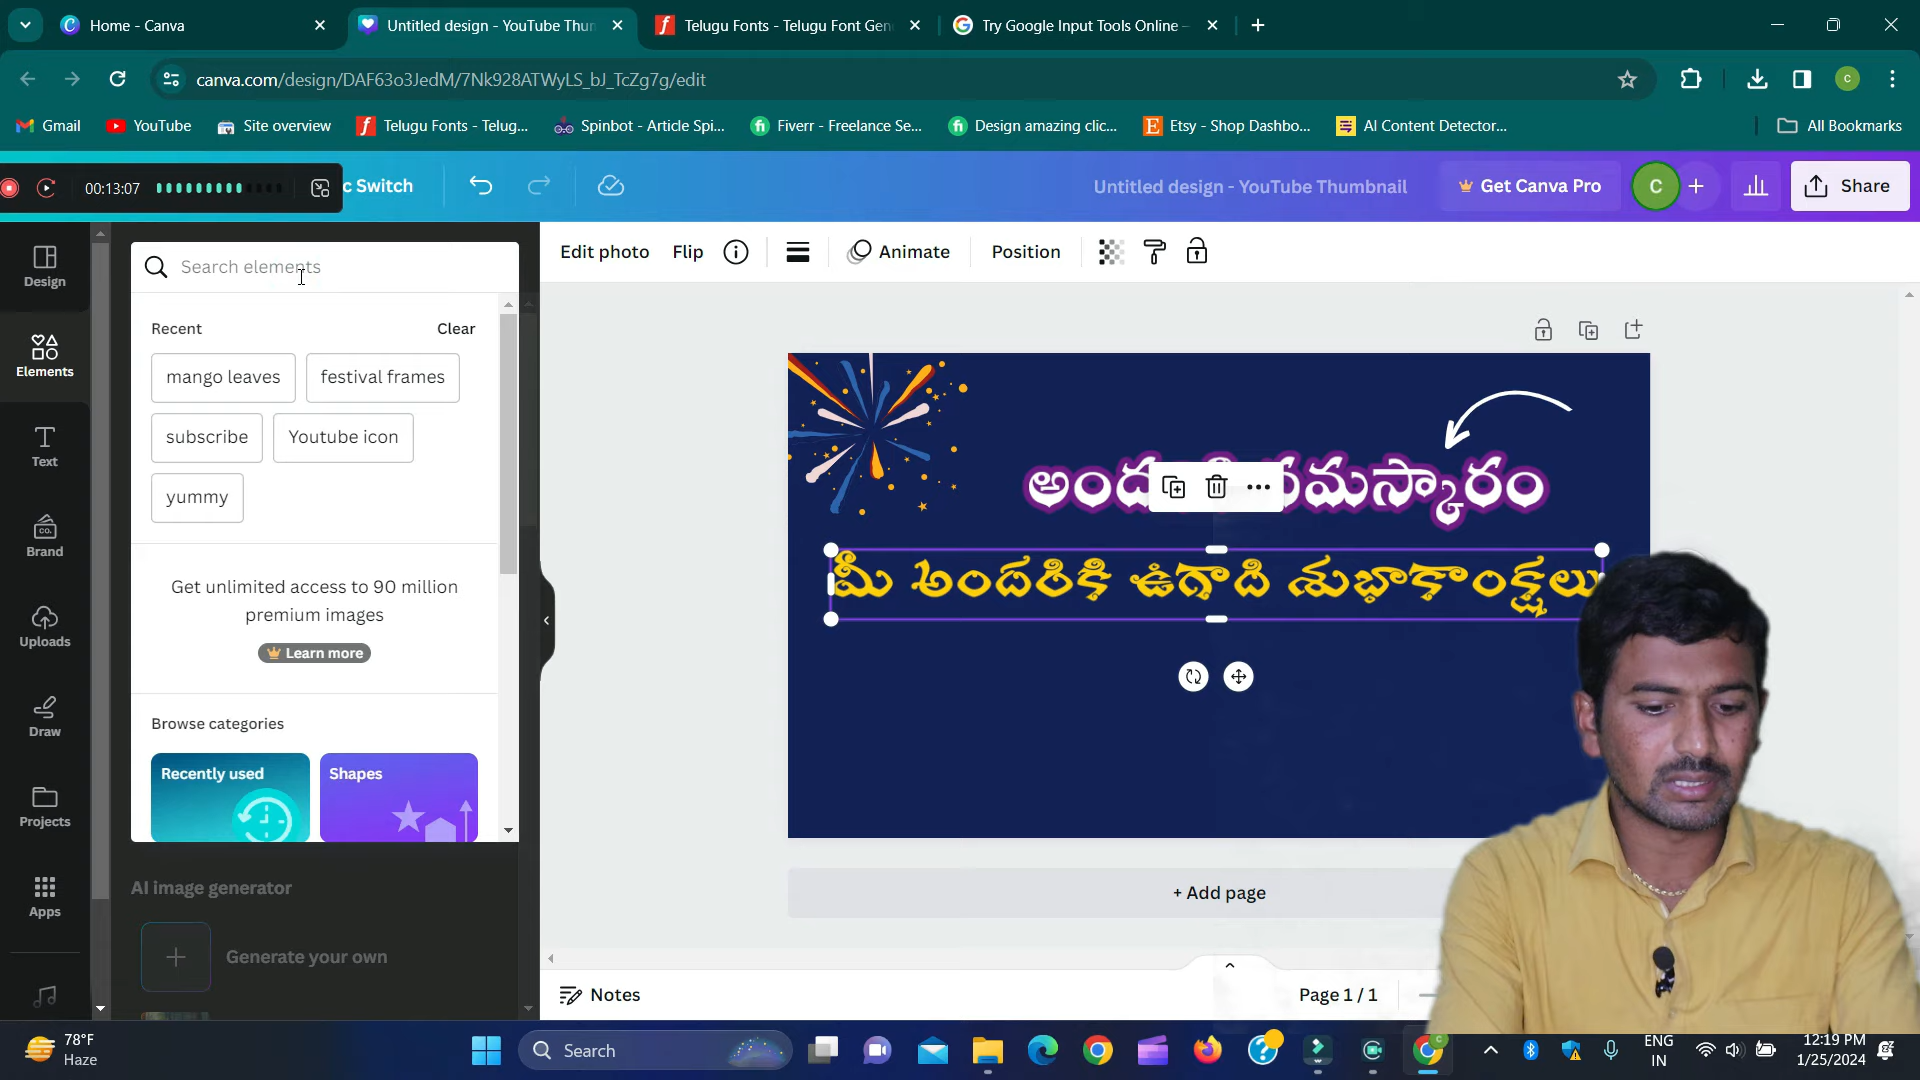 Home - Canva
Untitled design - YouTube Thun
Telugu Fonts - Telugu Font Gen
Try Google Input Tools Online –
canva.com/design/DAF63o3JedM/7Nk928ATWyLS_bJ_TcZg7g/edit
C
Gmail
YouTube
Site overview
Telugu Fonts - Telug...
Spinbot - Article Spi...
Fiverr - Freelance Se...
Design amazing clic...
Etsy - Shop Dashbo...
AI Content Detector...
All Bookmarks
00:13:07
c Switch
Untitled design - YouTube Thumbnail
Get Canva Pro
C
Share
Design
Elements
Text
Brand
Uploads
Draw
Projects
Apps
Search elements
Recent
Clear
mango leaves
festival frames
subscribe
Youtube icon
yummy
Get unlimited access to 90 million
premium images
Learn more
Browse categories
Recently used
Shapes
AI image generator
Generate your own
Edit photo
Flip
Animate
Position
మీ అందరికి ఉగాది శుభాకాంక్షలు
+ Add page
Notes
Page 1 / 1
78°F
Haze
Search
ENG
IN
12:19 PM
1/25/2024